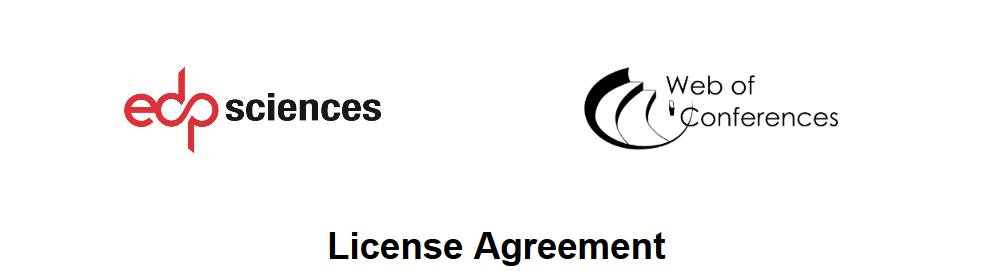 edp sciences
Web of
Conferences
License Agreement